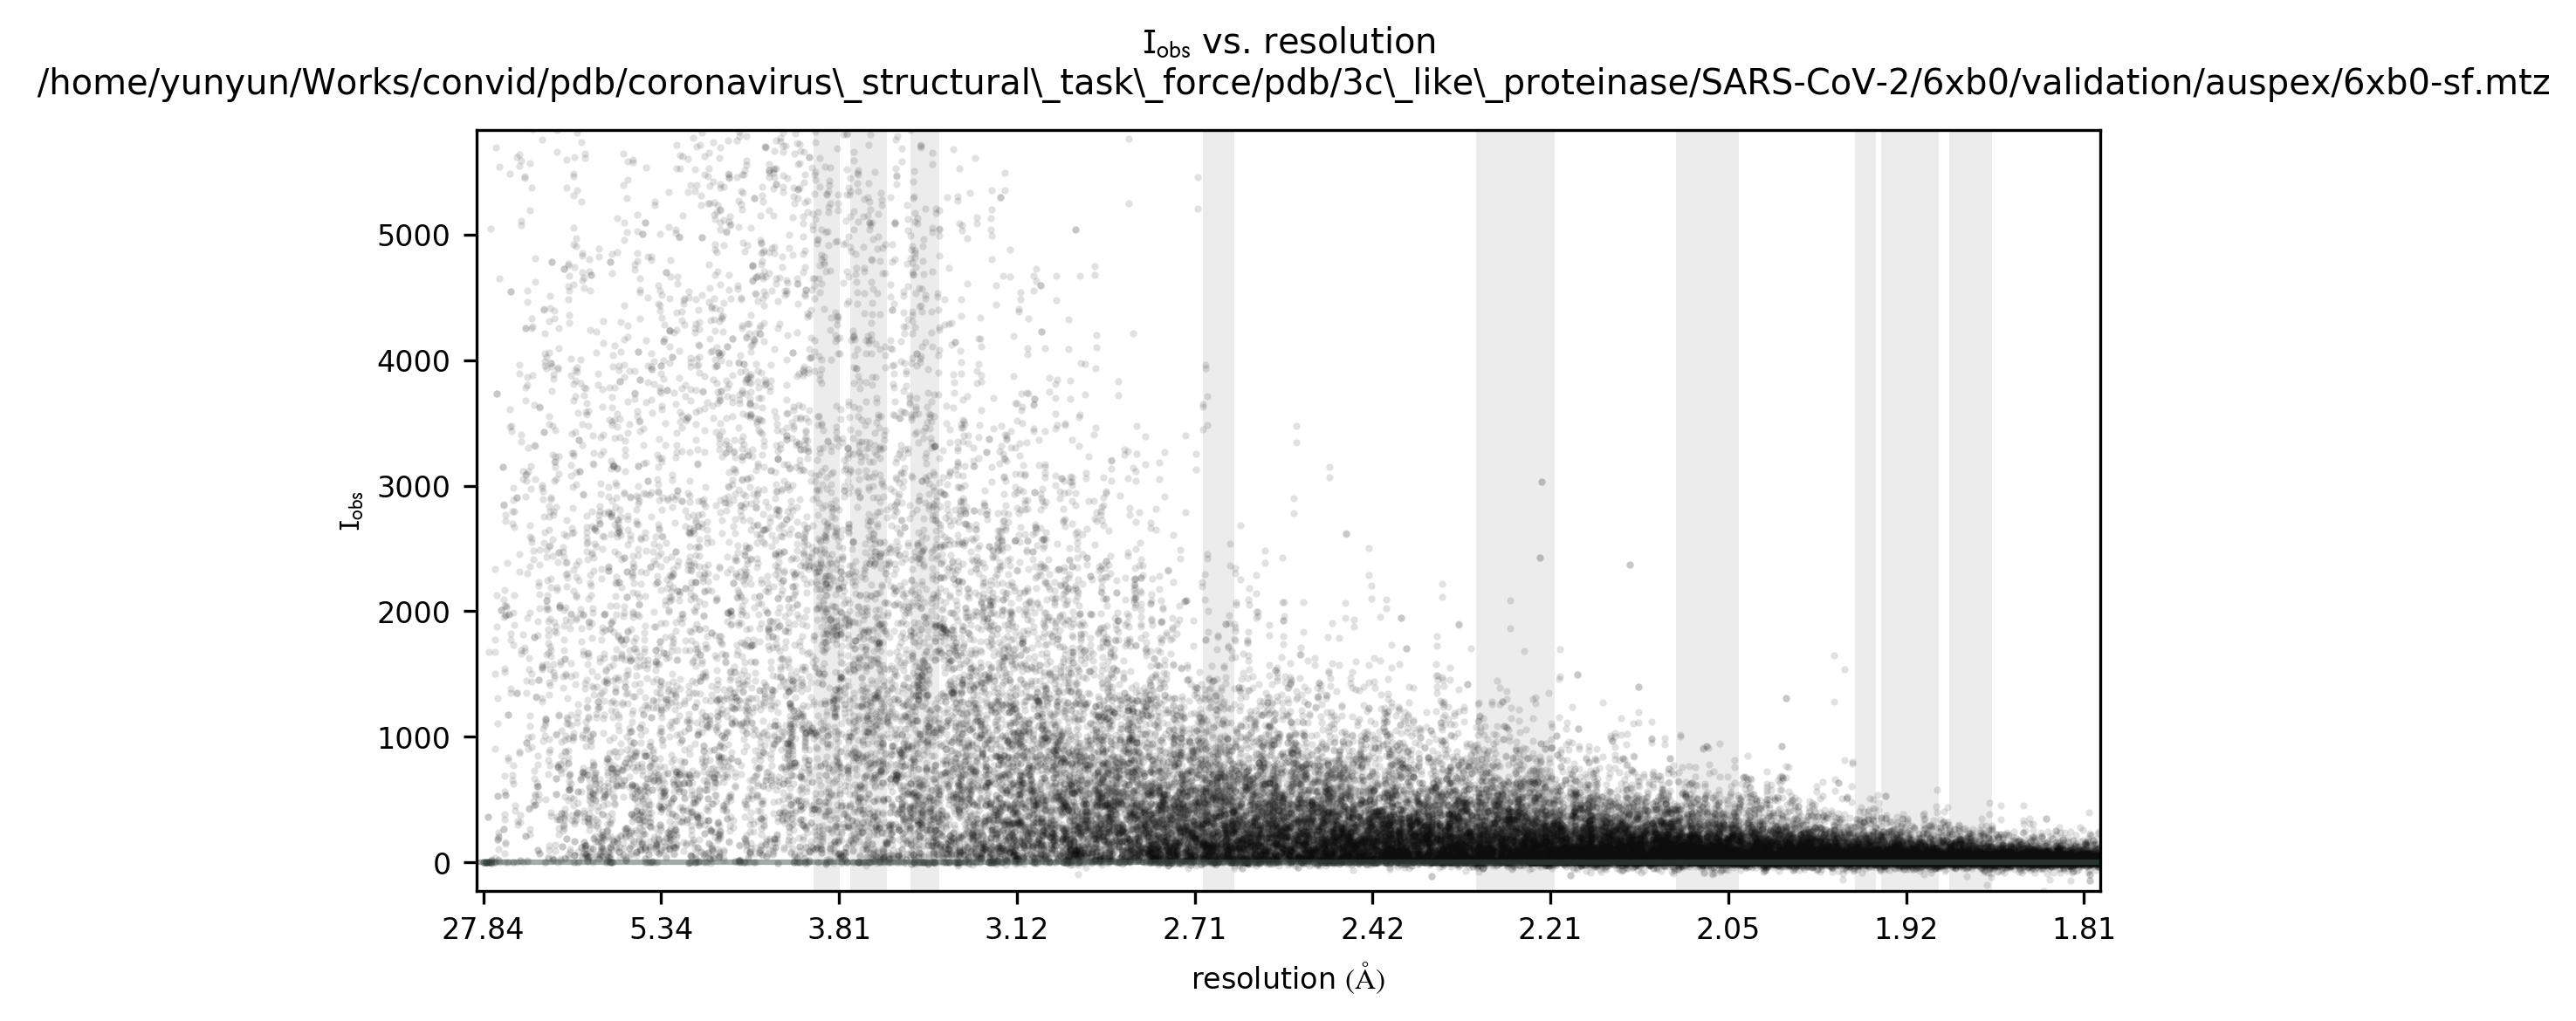 I_obs vs. resolution
/home/yunyun/Works/convid/pdb/coronavirus\_structural\_task\_force/pdb/3c\_like\_proteinase/SARS-CoV-2/6xb0/validation/auspex/6xb0-sf.mtz
5000
4000
3000
2000
1000
0
I_obs
27.84 5.34 3.81 3.12 2.71 2.42 2.21 2.05 1.92 1.81
resolution (Å)